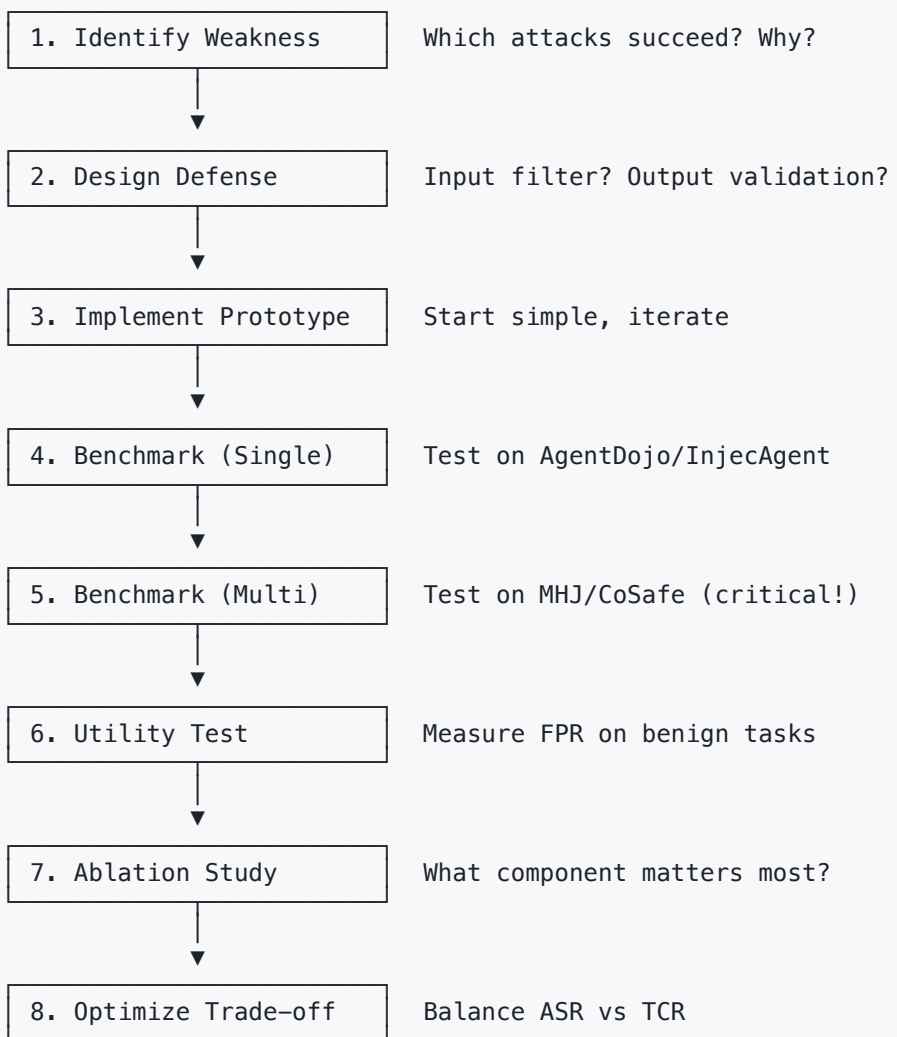 1. Identify Weakness Which attacks succeed? Why?
2. Design Defense Input filter? Output validation?
3. Implement Prototype Start simple, iterate
4. Benchmark (Single) Test on AgentDojo/InjecAgent
5. Benchmark (Multi) Test on MHJ/CoSafe (critical!)
6. Utility Test Measure FPR on benign tasks
7. Ablation Study What component matters most?
8. Optimize Trade-off Balance ASR vs TCR